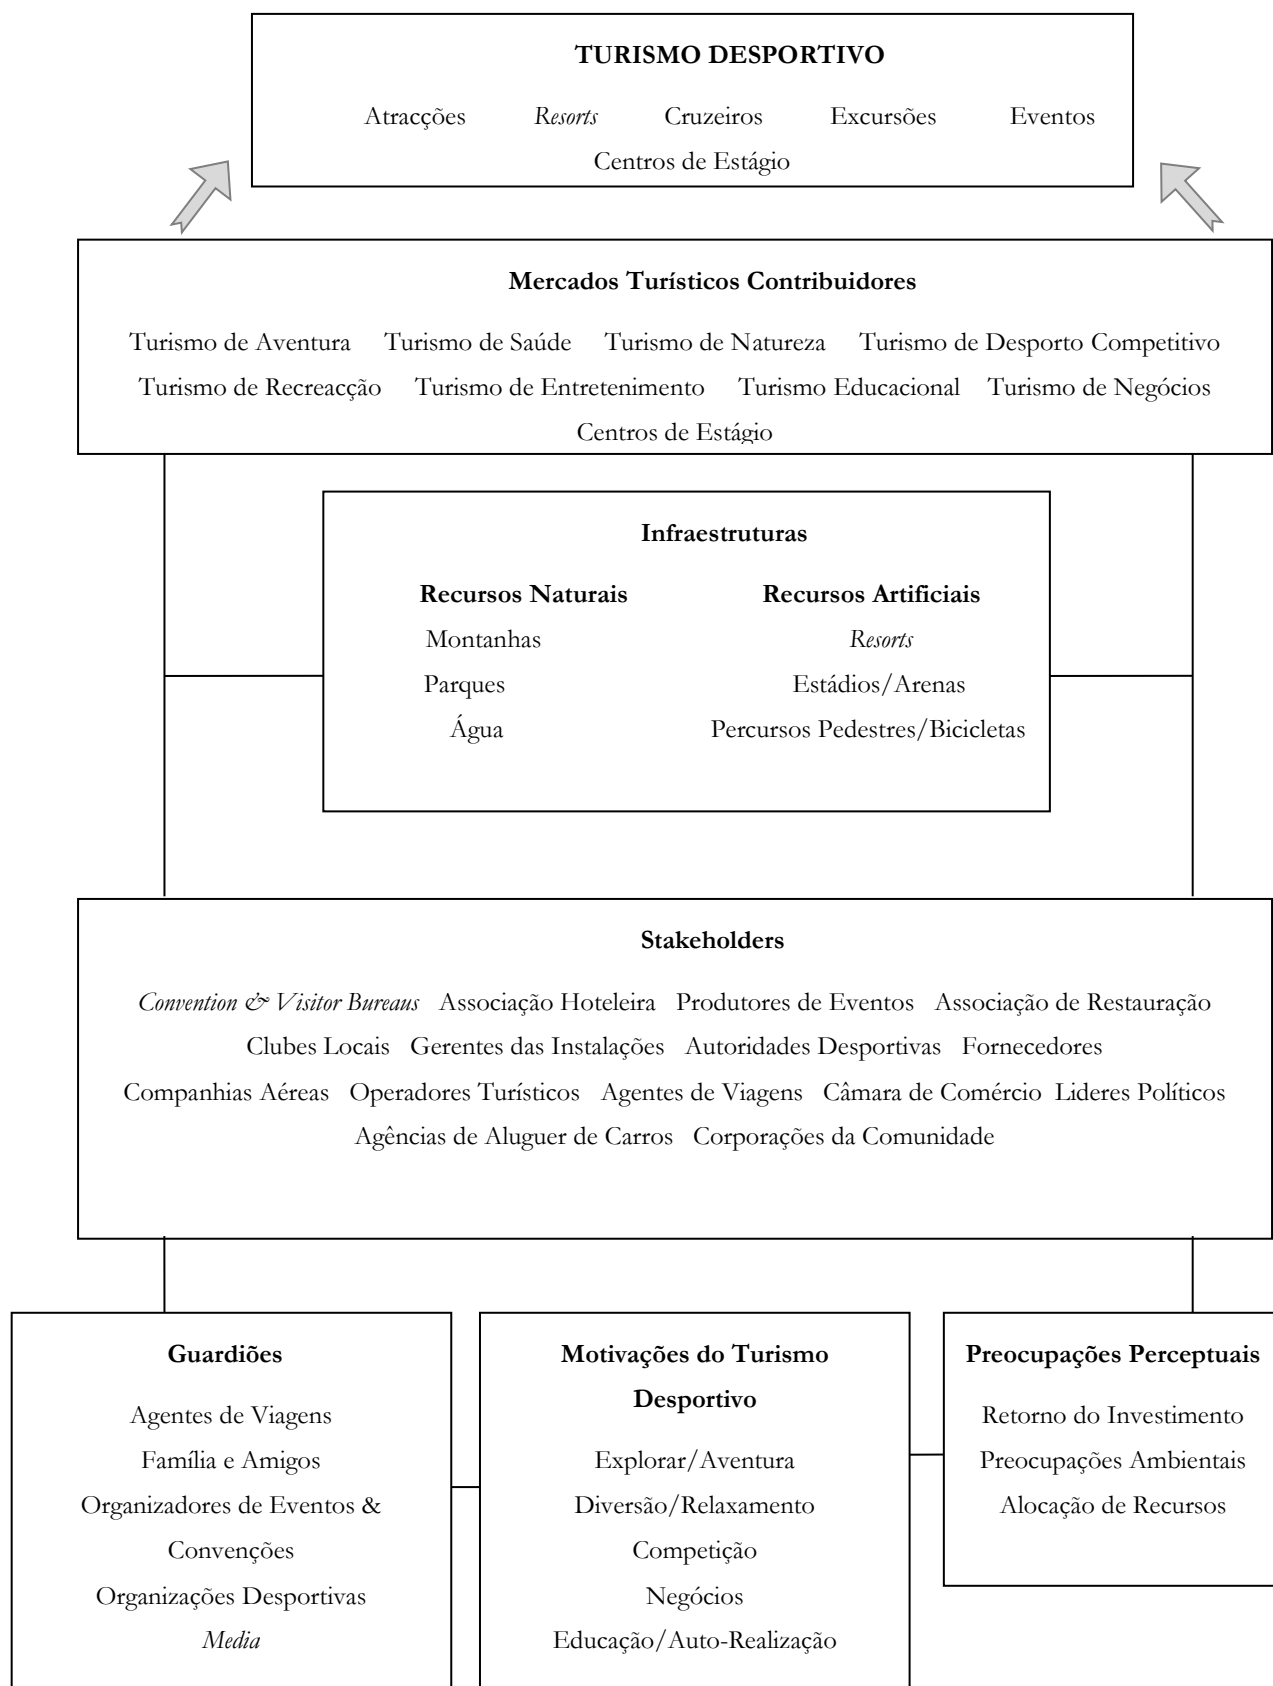 TURISMO DESPORTIVO
Atracções Resorts Cruzeiros Excursões Eventos
Centros de Estágio
Mercados Turísticos Contribuidores
Turismo de Aventura Turismo de Saúde Turismo de Natureza Turismo de Desporto Competitivo
Turismo de Recreacção Turismo de Entretenimento Turismo Educacional Turismo de Negócios
Centros de Estágio
Infraestruturas
Recursos Naturais Recursos Artificiais
Montanhas Resorts
Parques Estádios/Arenas
Água Percursos Pedestres/Bicicletas
Stakeholders
Convention & Visitor Bureaus Associação Hoteleira Produtores de Eventos Associação de Restauração
Clubes Locais Gerentes das Instalações Autoridades Desportivas Fornecedores
Companhias Aéreas Operadores Turísticos Agentes de Viagens Câmara de Comércio Lideres Políticos
Agências de Aluguer de Carros Corporações da Comunidade
Guardiões
Agentes de Viagens
Família e Amigos
Organizadores de Eventos &
Convenções
Organizações Desportivas
Media
Motivações do Turismo
Desportivo
Explorar/Aventura
Diversão/Relaxamento
Competição
Negócios
Educação/Auto-Realização
Preocupações Perceptuais
Retorno do Investimento
Preocupações Ambientais
Alocação de Recursos